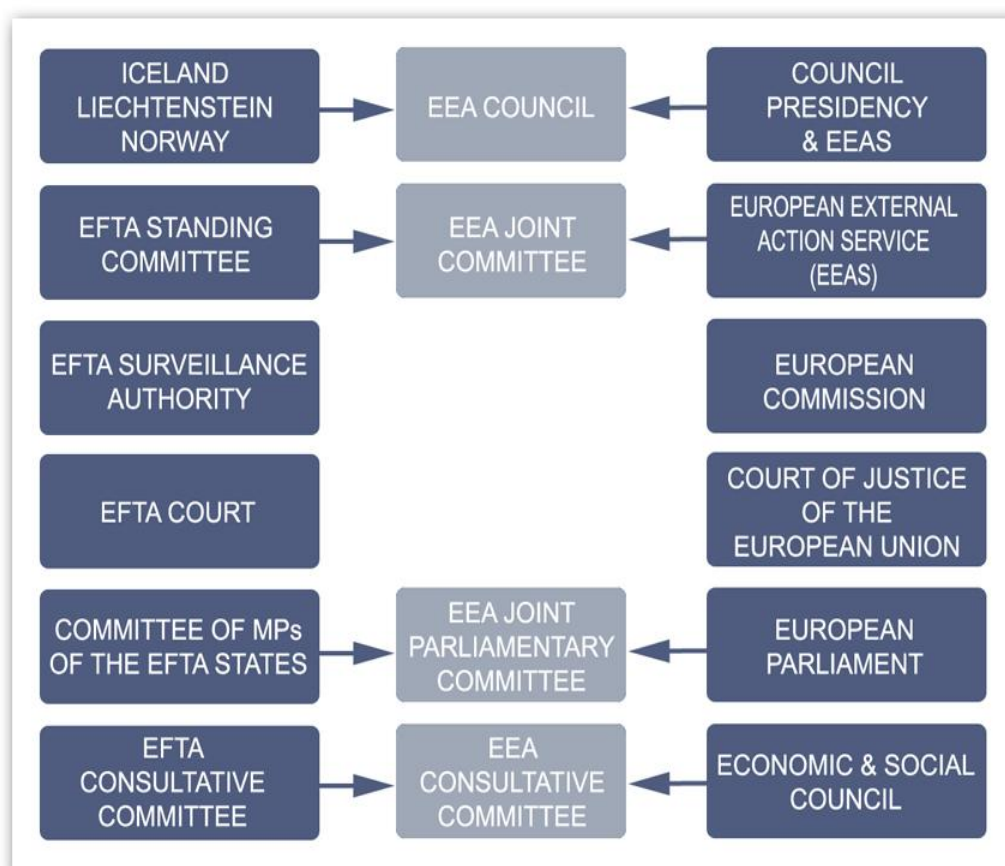 ICELAND
LIECHTENSTEIN
NORWAY
EEA COUNCIL
COUNCIL
PRESIDENCY
& EEAS
EFTA STANDING
COMMITTEE
EEA JOINT
COMMITTEE
EUROPEAN EXTERNAL
ACTION SERVICE
(EEAS)
EFTA SURVEILLANCE
AUTHORITY
EUROPEAN
COMMISSION
EFTA COURT
COURT OF JUSTICE
OF THE
EUROPEAN UNION
COMMITTEE OF MPs
OF THE EFTA STATES
EEA JOINT
PARLIAMENTARY
COMMITTEE
EUROPEAN
PARLIAMENT
EFTA
CONSULTATIVE
COMMITTEE
EEA
CONSULTATIVE
COMMITTEE
ECONOMIC & SOCIAL
COUNCIL